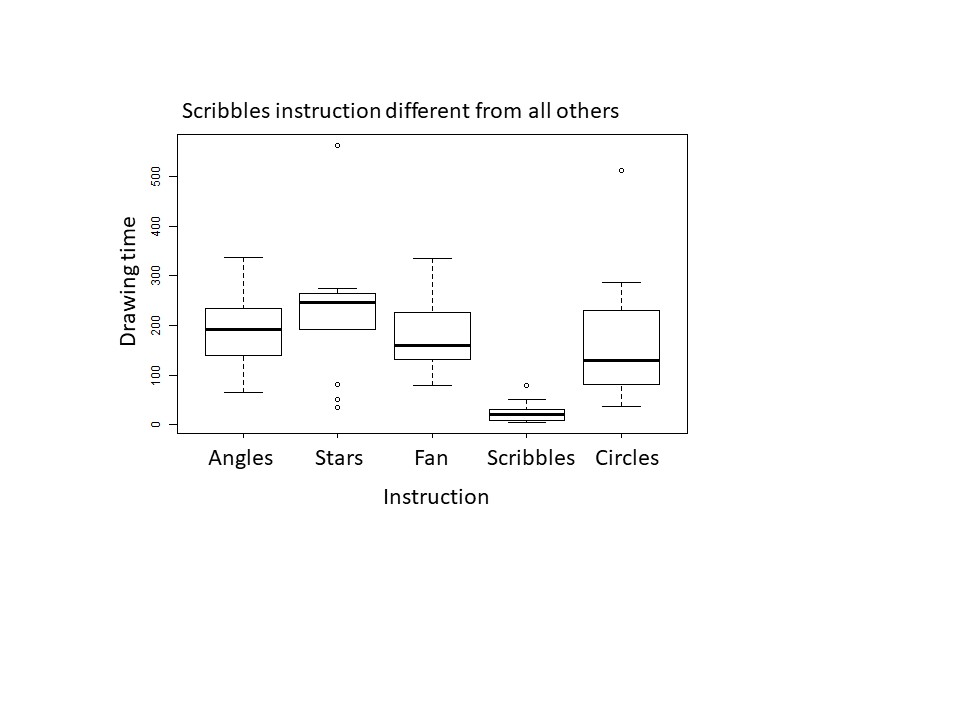 Scribbles instruction different from all others
500
400
300
200
100
0
Drawing time
Angles Stars Fan Scribbles Circles
Instruction